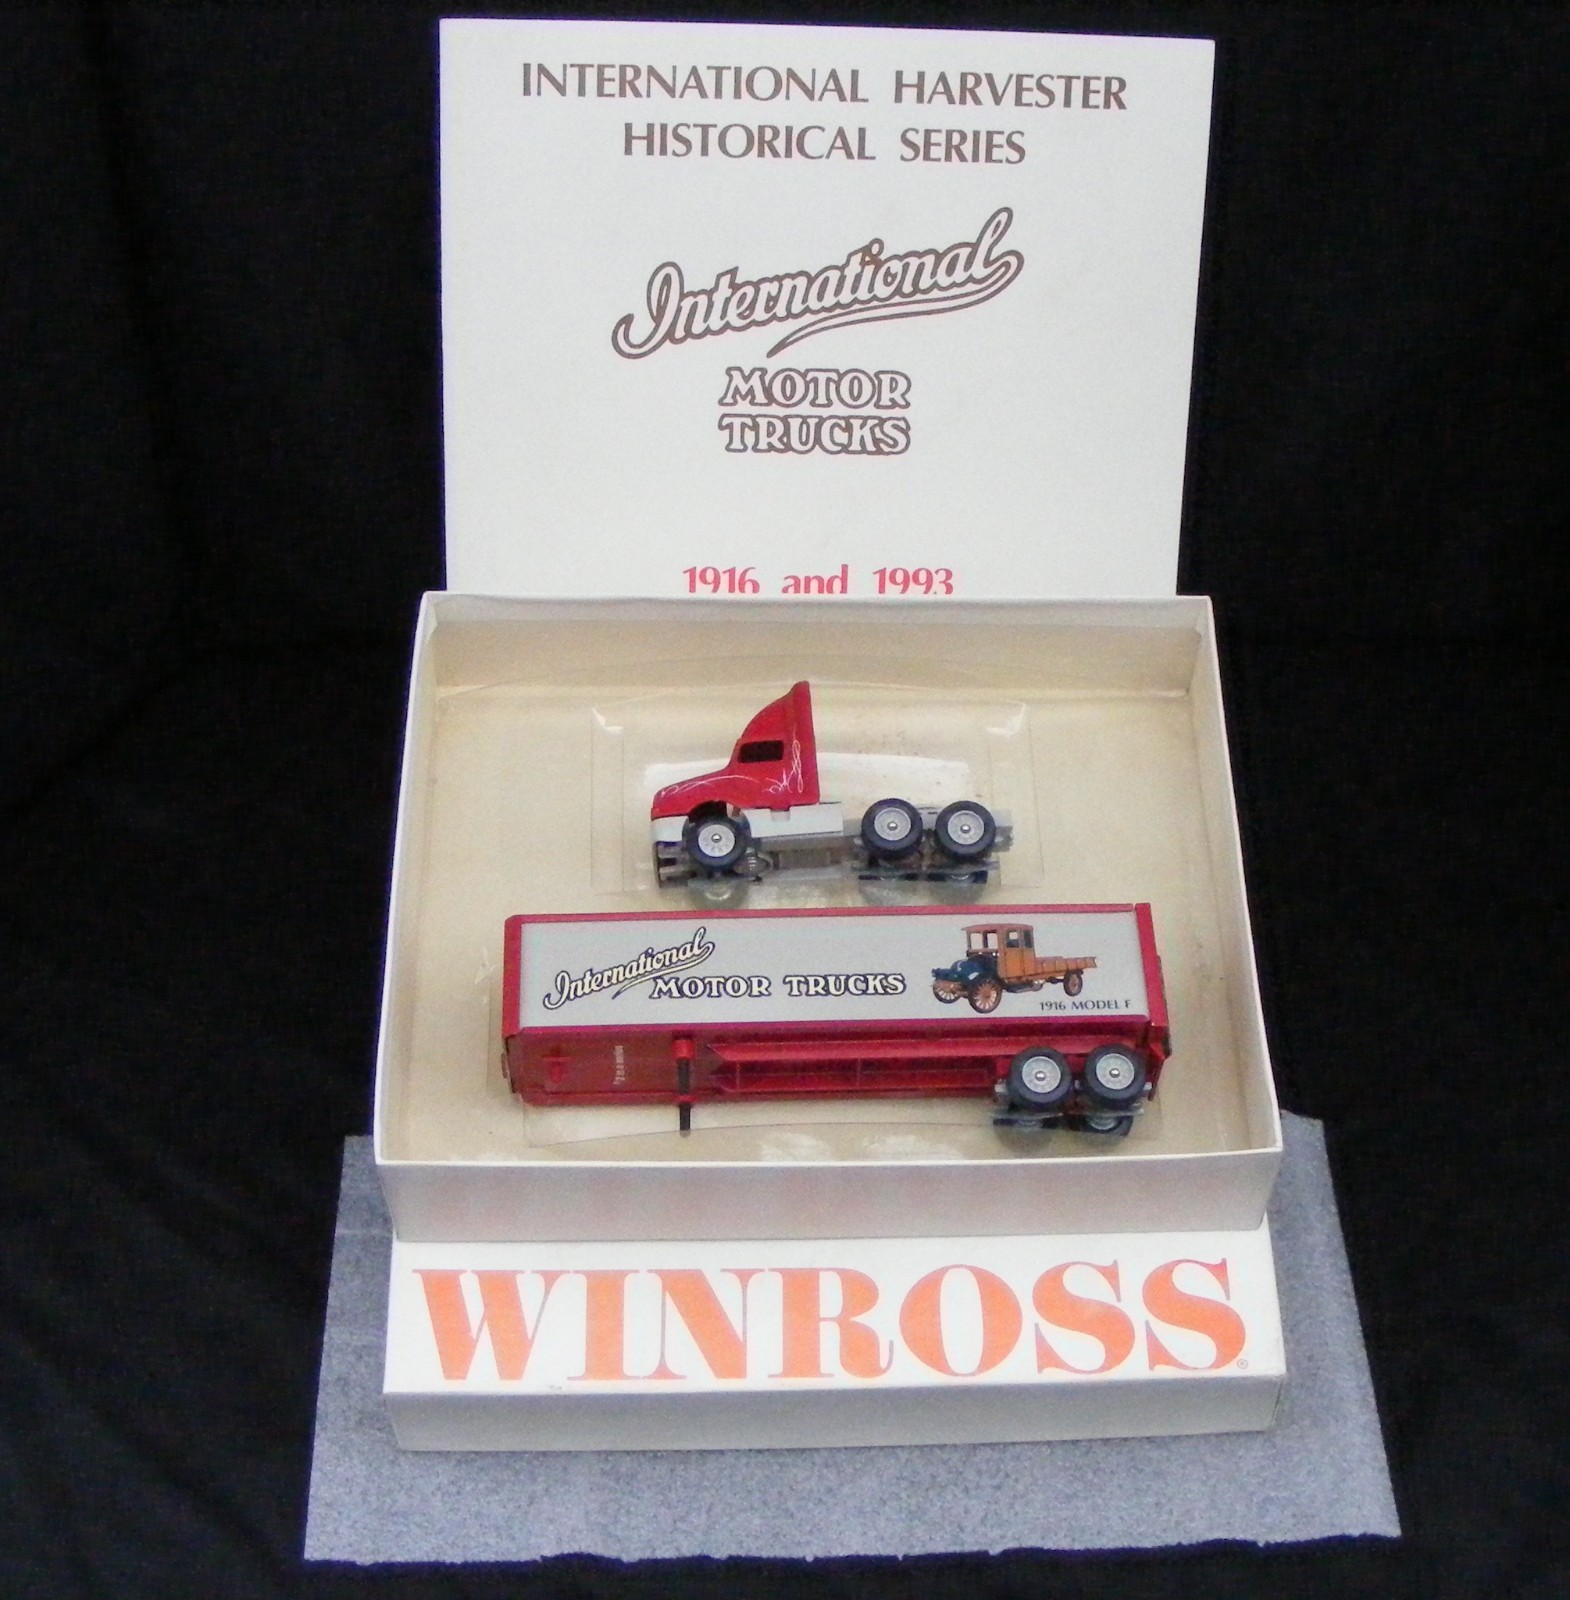 INTERNATIONAL HARVESTER
HISTORICAL SERIES
International
MOTOR
TRUCKS
1916 and 1993
International
MOTOR TRUCKS
1916 MODEL F
WINROSS®